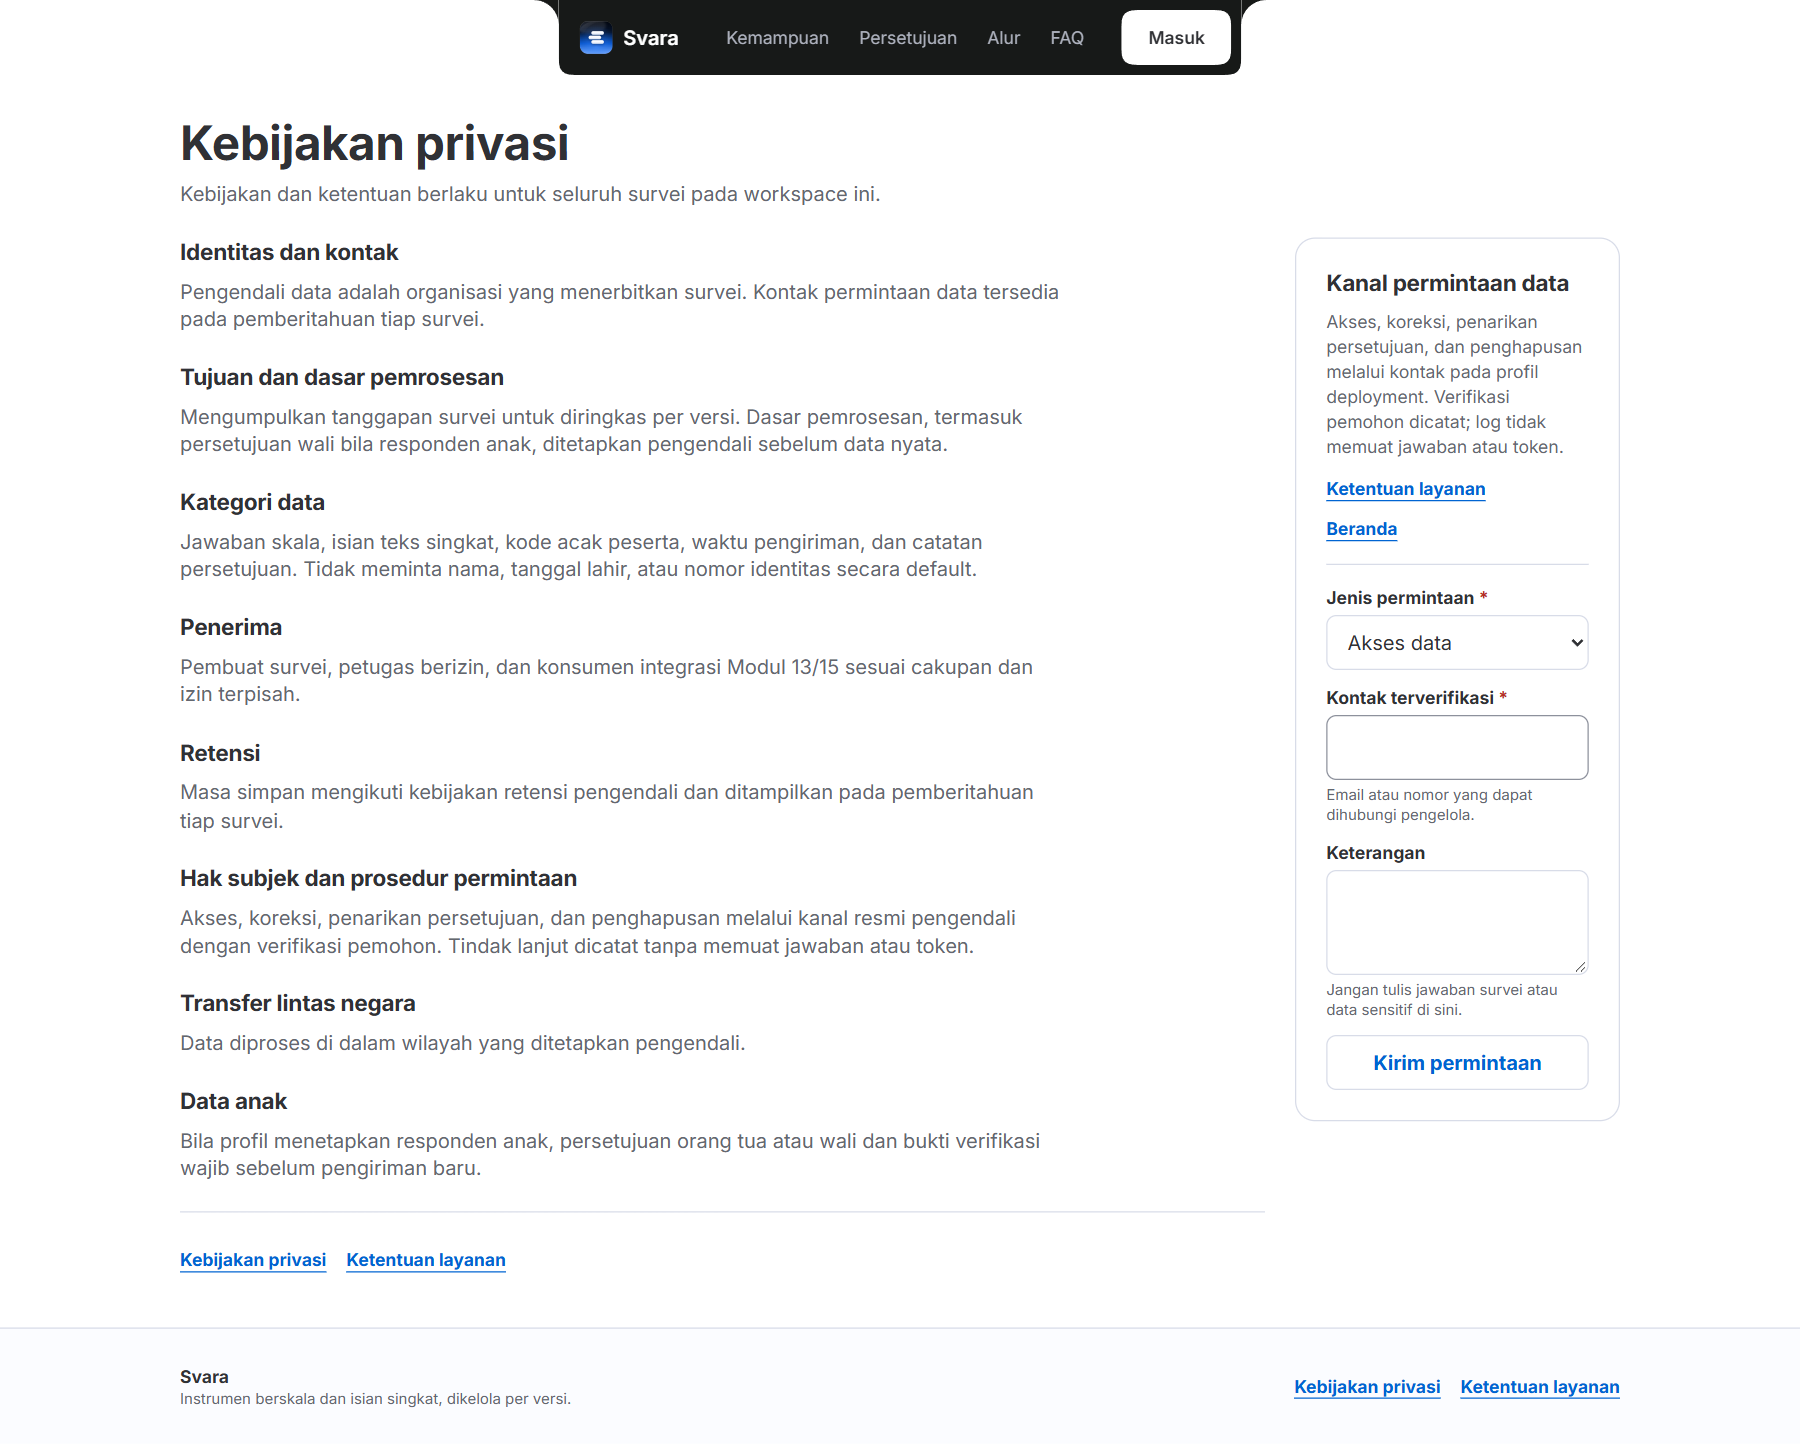 Svara
Kemampuan
Persetujuan
Alur
FAQ
Masuk
Kebijakan privasi
Kebijakan dan ketentuan berlaku untuk seluruh survei pada workspace ini.
Identitas dan kontak
Pengendali data adalah organisasi yang menerbitkan survei. Kontak permintaan data tersedia
pada pemberitahuan tiap survei.
Tujuan dan dasar pemrosesan
Mengumpulkan tanggapan survei untuk diringkas per versi. Dasar pemrosesan, termasuk
persetujuan wali bila responden anak, ditetapkan pengendali sebelum data nyata.
Kategori data
Jawaban skala, isian teks singkat, kode acak peserta, waktu pengiriman, dan catatan
persetujuan. Tidak meminta nama, tanggal lahir, atau nomor identitas secara default.
Penerima
Pembuat survei, petugas berizin, dan konsumen integrasi Modul 13/15 sesuai cakupan dan
izin terpisah.
Retensi
Masa simpan mengikuti kebijakan retensi pengendali dan ditampilkan pada pemberitahuan
tiap survei.
Hak subjek dan prosedur permintaan
Akses, koreksi, penarikan persetujuan, dan penghapusan melalui kanal resmi pengendali
dengan verifikasi pemohon. Tindak lanjut dicatat tanpa memuat jawaban atau token.
Transfer lintas negara
Data diproses di dalam wilayah yang ditetapkan pengendali.
Data anak
Bila profil menetapkan responden anak, persetujuan orang tua atau wali dan bukti verifikasi
wajib sebelum pengiriman baru.
Kebijakan privasi
Ketentuan layanan
Kanal permintaan data
Akses, koreksi, penarikan
persetujuan, dan penghapusan
melalui kontak pada profil
deployment. Verifikasi
pemohon dicatat; log tidak
memuat jawaban atau token.
Ketentuan layanan
Beranda
Jenis permintaan *
Akses data
Kontak terverifikasi *
Email atau nomor yang dapat
dihubungi pengelola.
Keterangan
Jangan tulis jawaban survei atau
data sensitif di sini.
Kirim permintaan
Svara
Instrumen berskala dan isian singkat, dikelola per versi.
Kebijakan privasi
Ketentuan layanan